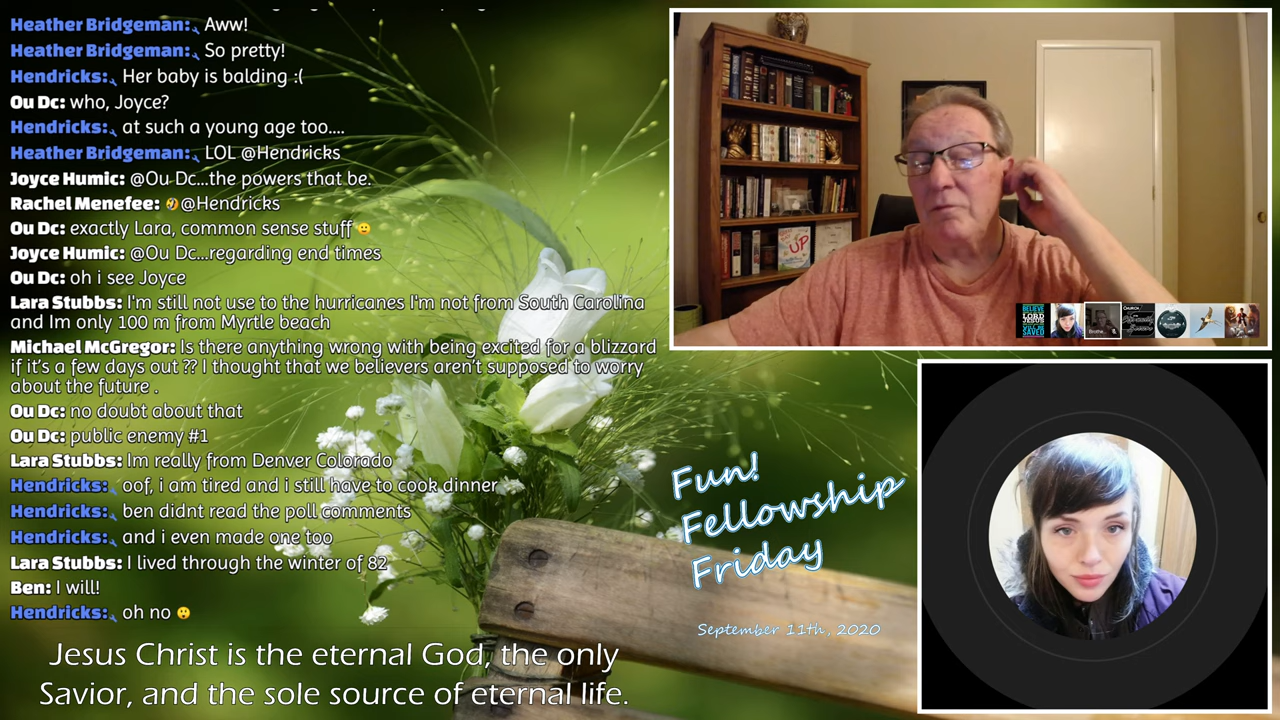 Heather Bridgeman: Aww!
Heather Bridgeman: So pretty!
Hendricks: Her baby is balding :(
Ou Dc: who, Joyce?
Hendricks: at such a young age too....
Heather Bridgeman: LOL @Hendricks
Joyce Humic: @Ou Dc...the powers that be.
Rachel Menefee: 🤣@Hendricks
Ou Dc: exactly Lara, common sense stuff 🙂
Joyce Humic: @Ou Dc...regarding end times
Ou Dc: oh i see Joyce
Lara Stubbs: I'm still not use to the hurricanes I'm not from South Carolina
and Im only 100 m from Myrtle beach
Michael McGregor: Is there anything wrong with being excited for a blizzard
if it's a few days out ?? I thought that we believers aren't supposed to worry
about the future .
Ou Dc: no doubt about that
Ou Dc: public enemy #1
Lara Stubbs: Im really from Denver Colorado
Hendricks: oof, i am tired and i still have to cook dinner
Hendricks: ben didnt read the poll comments
Hendricks: and i even made one too
Lara Stubbs: I lived through the winter of 82
Ben: I will!
Hendricks: oh no 😮
Jesus Christ is the eternal God, the only
Savior, and the sole source of eternal life.
UP
BELIEVE
LORD
JESUS
SAVED
Brothe...
CHURCH
Fun!
Fellowship
Friday
September 11th, 2020